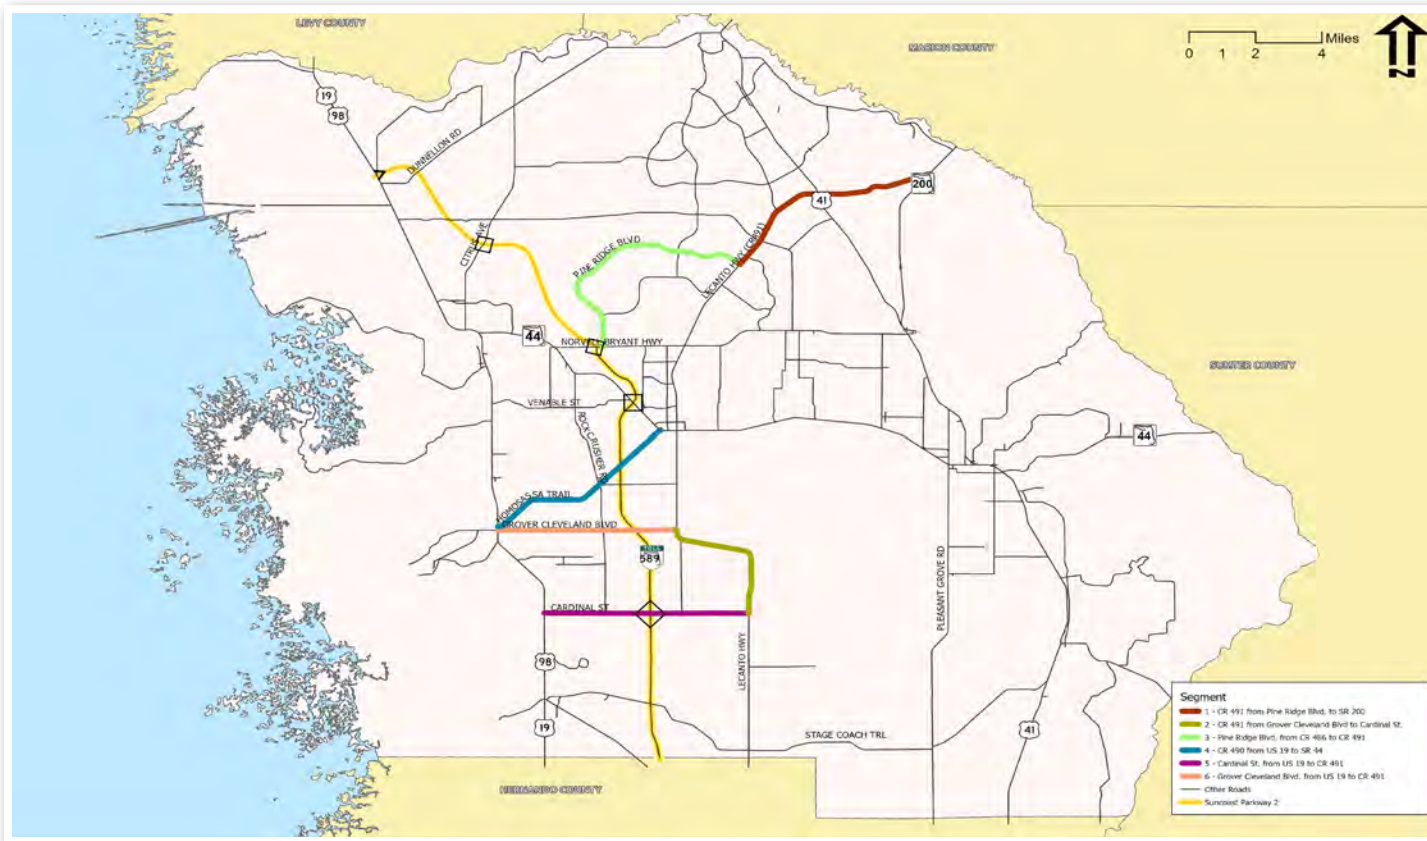 LEVY COUNTY
MARION COUNTY
Miles
0 1 2 4
N
19
98
DUNNELLON RD
200
41
CITRUS AVE
PINE RIDGE BLVD
LECANTO HWY (CR491)
44
NORVELL BRYANT HWY
SUMTER COUNTY
VENABLE ST
ROCK CRUSHER RD
44
HOMOSASSA TRAIL
GROVER CLEVELAND BLVD
TOLL
589
PLEASANT GROVE RD
CARDINAL ST
LECANTO HWY
98
19
STAGE COACH TRL
41
HERNANDO COUNTY
Segment
1 - CR 491 from Pine Ridge Blvd. to SR 200
2 - CR 491 from Grover Cleveland Blvd to Cardinal St.
3 - Pine Ridge Blvd. from CR 486 to CR 491
4 - CR 490 from US 19 to SR 44
5 - Cardinal St. from US 19 to CR 491
6 - Grover Cleveland Blvd. from US 19 to CR 491
Other Roads
Suncoast Parkway 2